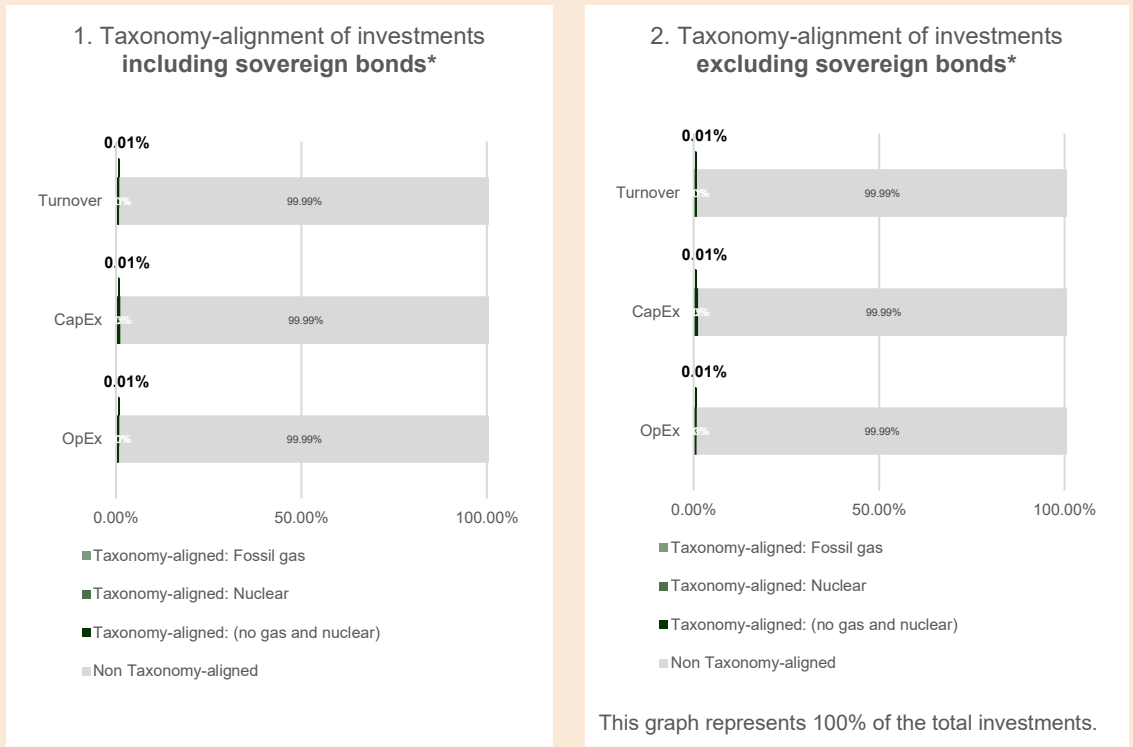 1. Taxonomy-alignment of investments
including sovereign bonds*
0.01%
Turnover
99.99%
0.01%
CapEx
99.99%
0.01%
OpEx
99.99%
0.00%
50.00%
100.00%
Taxonomy-aligned: Fossil gas
Taxonomy-aligned: Nuclear
Taxonomy-aligned: (no gas and nuclear)
Non Taxonomy-aligned
2. Taxonomy-alignment of investments
excluding sovereign bonds*
0.01%
Turnover
99.99%
0.01%
CapEx
99.99%
0.01%
OpEx
99.99%
0.00%
50.00%
100.00%
Taxonomy-aligned: Fossil gas
Taxonomy-aligned: Nuclear
Taxonomy-aligned: (no gas and nuclear)
Non Taxonomy-aligned
This graph represents 100% of the total investments.